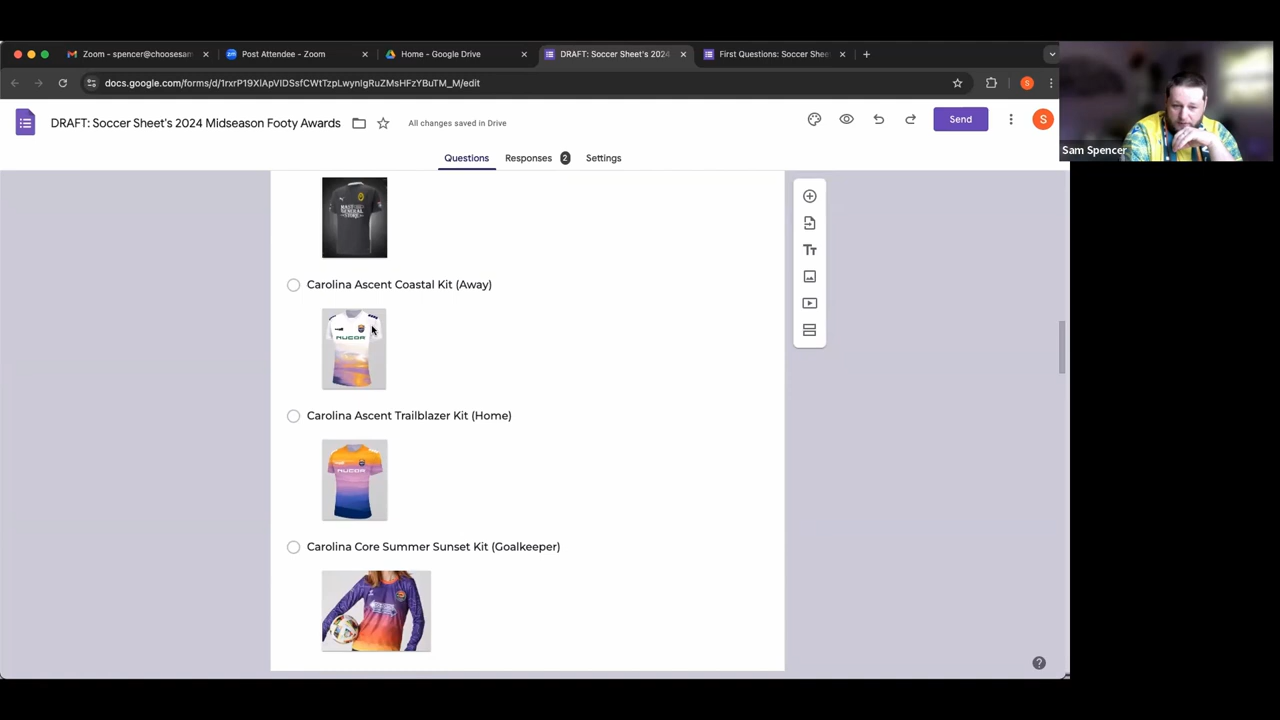 Zoom - spencer@choosesan
Post Attendee - Zoom
Home - Google Drive
DRAFT: Soccer Sheet's 2024
First Questions: Soccer Shee
docs.google.com/forms/d/1rxrP19XlApVIDSsfCWtTzpLwynIgRuZMsHFzYBuTM_M/edit
S
DRAFT: Soccer Sheet's 2024 Midseason Footy Awards
All changes saved in Drive
Send
S
Sam Spencer
Questions
Responses 2
Settings
GENERAL
STORE
Carolina Ascent Coastal Kit (Away)
NUCOR
Carolina Ascent Trailblazer Kit (Home)
NUCOR
Carolina Core Summer Sunset Kit (Goalkeeper)